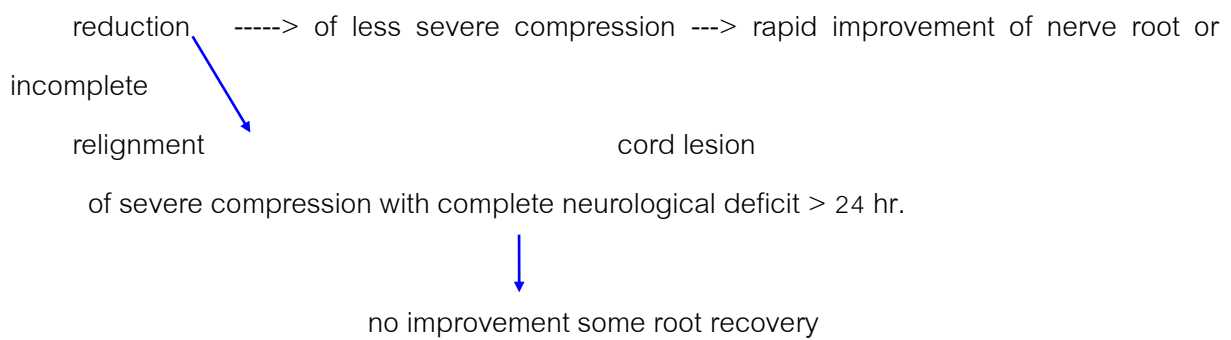 reduction -----> of less severe compression ---> rapid improvement of nerve root or
incomplete
relignment cord lesion
of severe compression with complete neurological deficit > 24 hr.
no improvement some root recovery